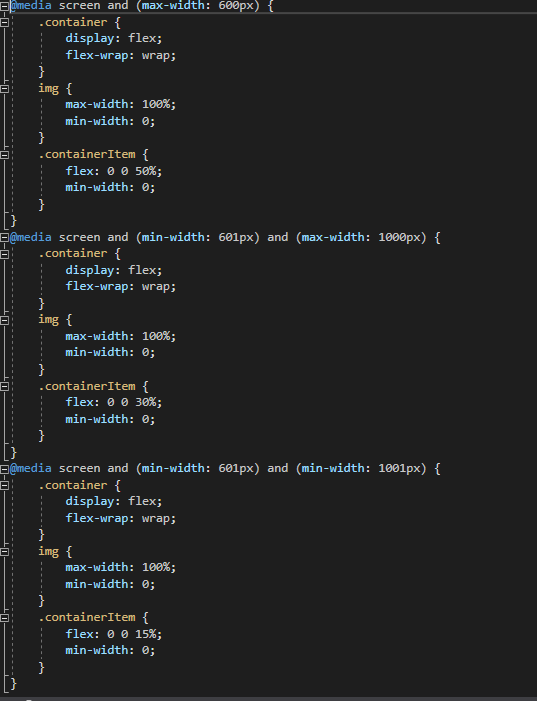 @media screen and (max-width: 600px) {
    .container {
        display: flex;
        flex-wrap: wrap;
    }
    img {
        max-width: 100%;
        min-width: 0;
    }
    .containerItem {
        flex: 0 0 50%;
        min-width: 0;
    }
}
@media screen and (min-width: 601px) and (max-width: 1000px) {
    .container {
        display: flex;
        flex-wrap: wrap;
    }
    img {
        max-width: 100%;
        min-width: 0;
    }
    .containerItem {
        flex: 0 0 30%;
        min-width: 0;
    }
}
@media screen and (min-width: 601px) and (min-width: 1001px) {
    .container {
        display: flex;
        flex-wrap: wrap;
    }
    img {
        max-width: 100%;
        min-width: 0;
    }
    .containerItem {
        flex: 0 0 15%;
        min-width: 0;
    }
}